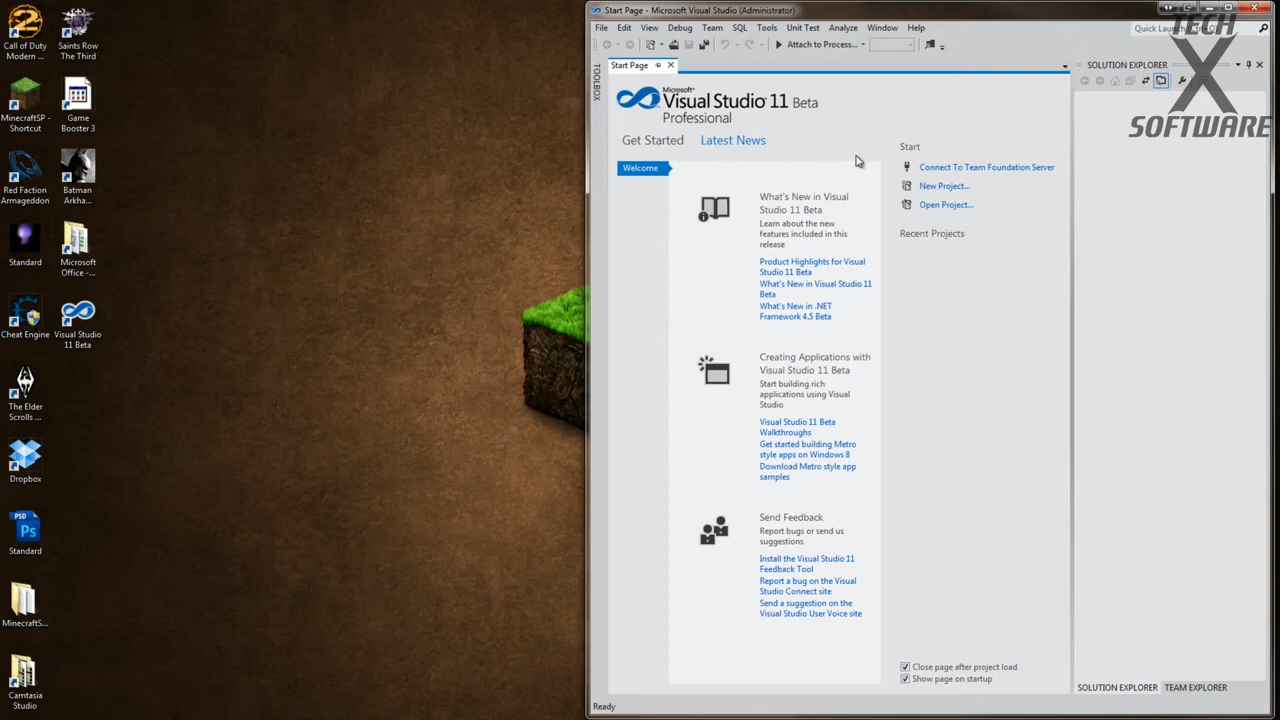 Call of Duty
Modern ...
Saints Row
The Third
MinecraftSP -
Shortcut
Game
Booster 3
Red Faction
Armageddon
Batman
Arkha...
Standard
Microsoft
Office -...
Cheat Engine
Visual Studio
11 Beta
The Elder
Scrolls ...
Dropbox
PSD
Ps
Standard
MinecraftS...
Camtasia
Studio
Start Page - Microsoft Visual Studio (Administrator)
File Edit View Debug Team SQL Tools Unit Test Analyze Window Help
Attach to Process...
TOOLBOX
Start Page
Microsoft®
Visual Studio® 11 Beta
Professional
Get Started Latest News
Welcome
What's New in Visual
Studio 11 Beta
Learn about the new
features included in this
release
Product Highlights for Visual
Studio 11 Beta
What's New in Visual Studio 11
Beta
What's New in .NET
Framework 4.5 Beta
Creating Applications with
Visual Studio 11 Beta
Start building rich
applications using Visual
Studio
Visual Studio 11 Beta
Walkthroughs
Get started building Metro
style apps on Windows 8
Download Metro style app
samples
Send Feedback
Report bugs or send us
suggestions
Install the Visual Studio 11
Feedback Tool
Report a bug on the Visual
Studio Connect site
Send a suggestion on the
Visual Studio User Voice site
Start
Connect To Team Foundation Server
New Project...
Open Project...
Recent Projects
Close page after project load
Show page on startup
Quick Launch
SOLUTION EXPLORER
TECH
X
SOFTWARE
SOLUTION EXPLORER TEAM EXPLORER
Ready